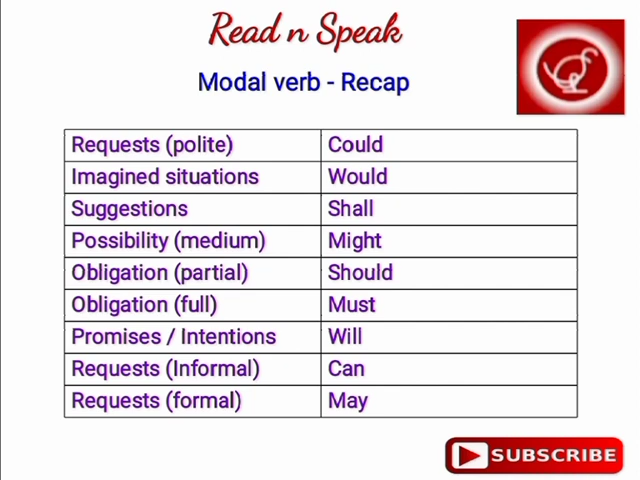 Read n Speak
Modal verb - Recap
Requests (polite) Could
Imagined situations Would
Suggestions Shall
Possibility (medium) Might
Obligation (partial) Should
Obligation (full) Must
Promises / Intentions Will
Requests (Informal) Can
Requests (formal) May
SUBSCRIBE